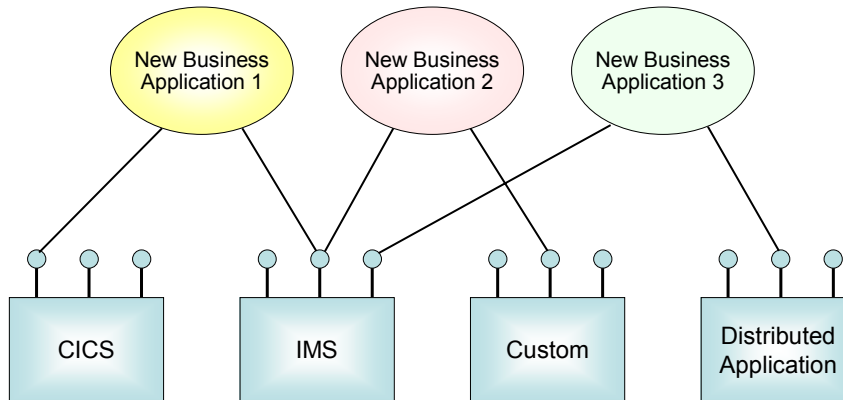 New Business
Application 1
New Business
Application 2
New Business
Application 3
CICS
IMS
Custom
Distributed
Application